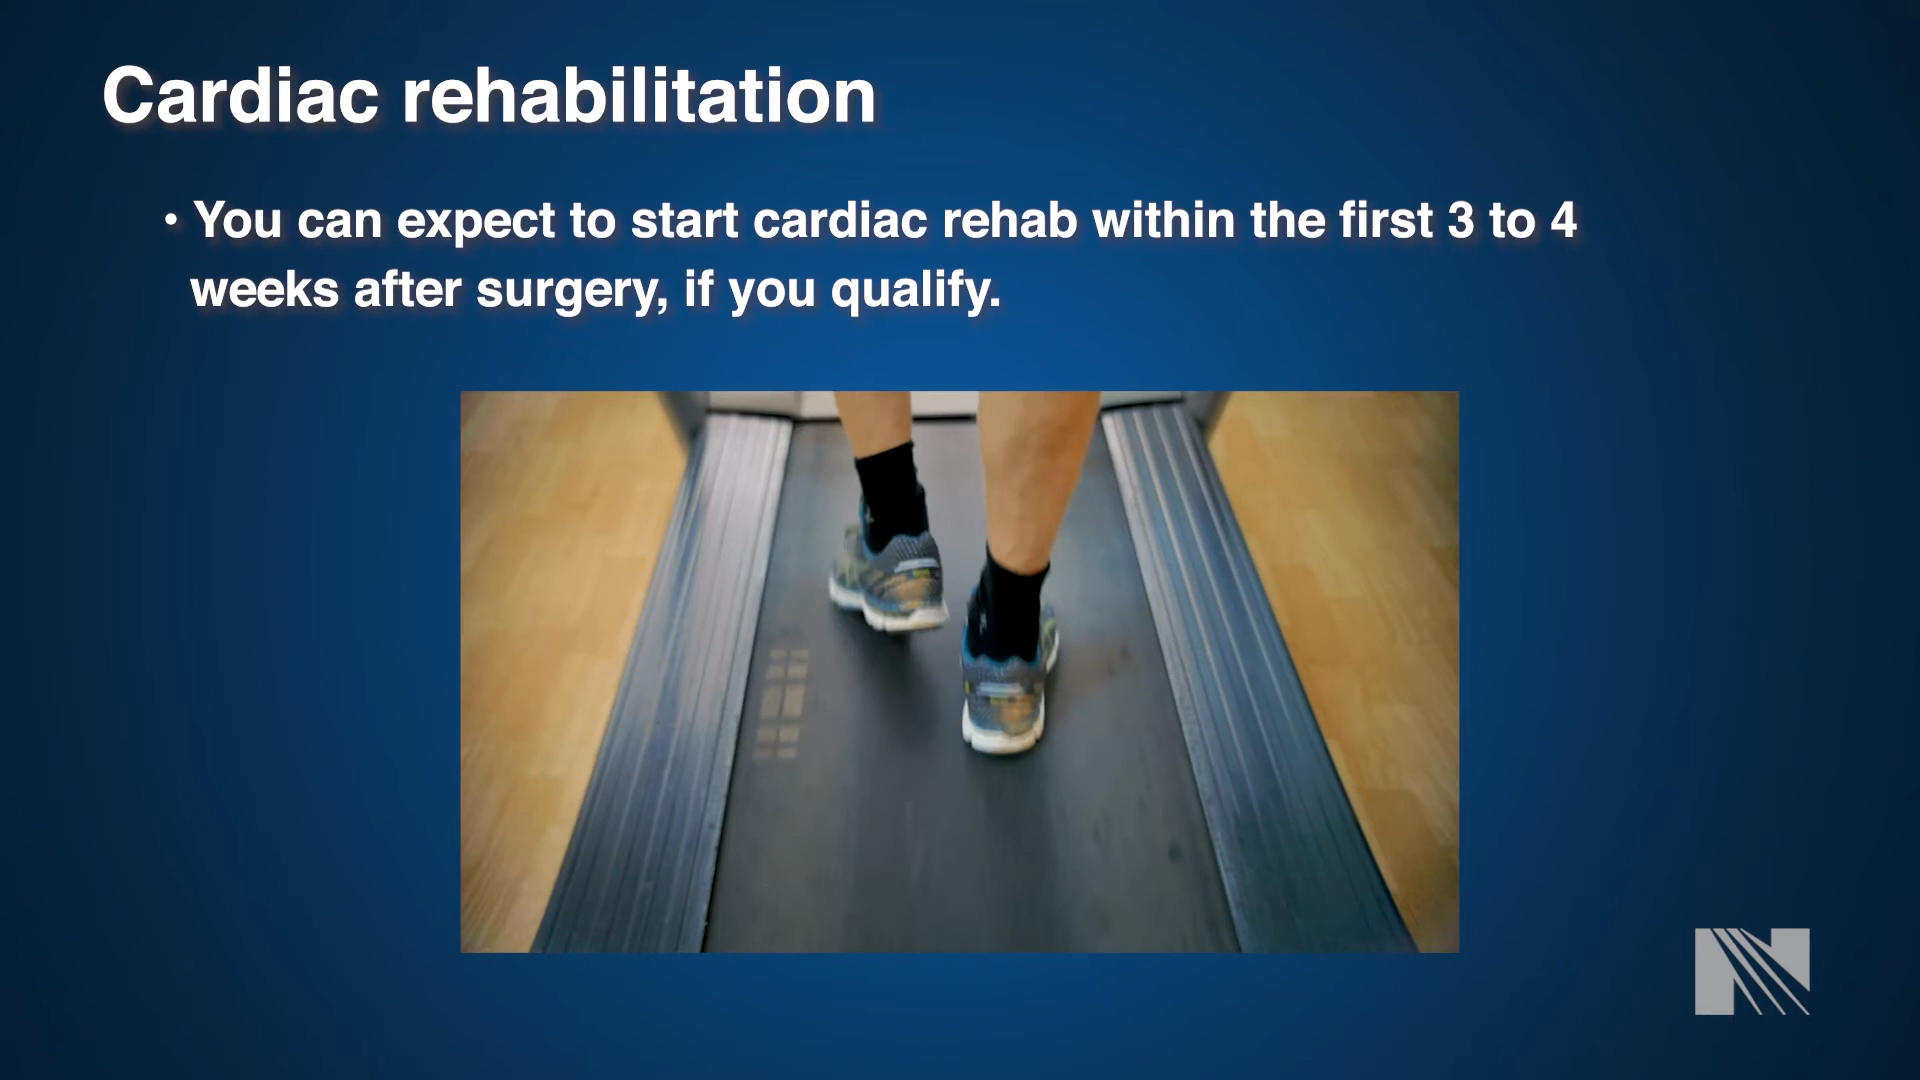 Cardiac rehabilitation
• You can expect to start cardiac rehab within the first 3 to 4
weeks after surgery, if you qualify.